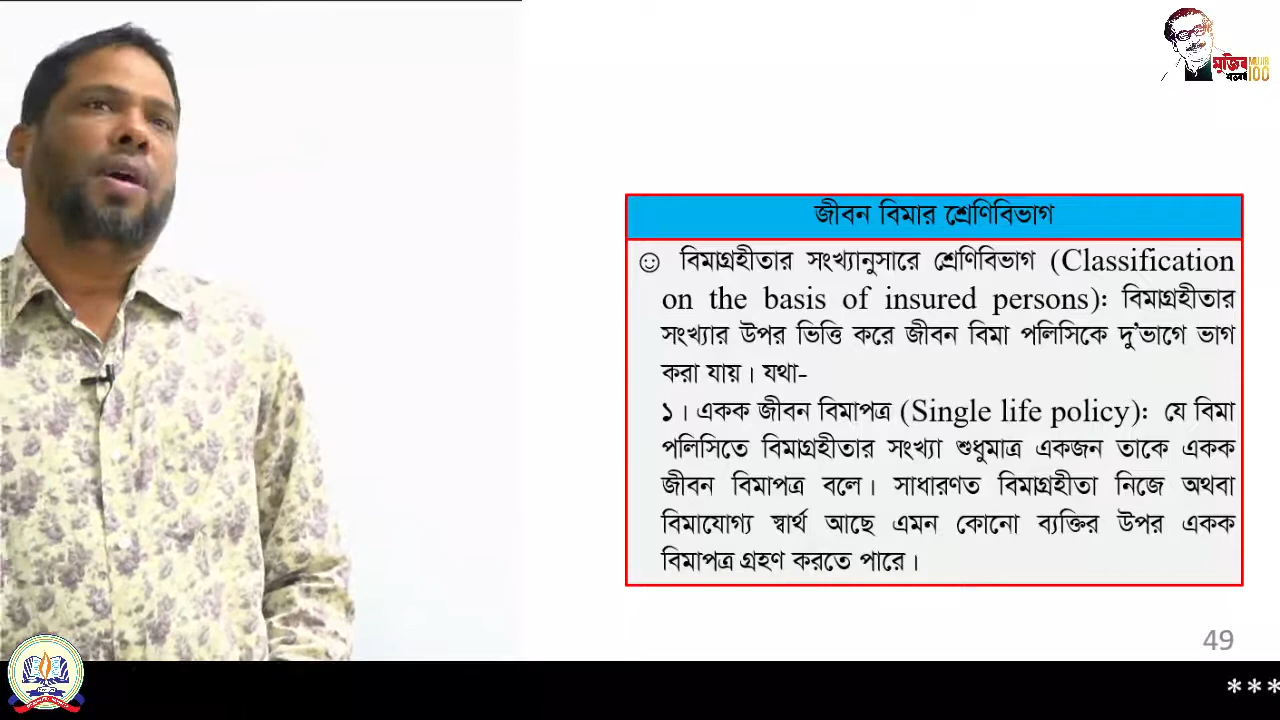 মুজিব
শতবর্ষ
MUJIB
100
জীবন বিমার শ্রেণিবিভাগ
☺ বিমাগ্রহীতার সংখ্যানুসারে শ্রেণিবিভাগ (Classification
on the basis of insured persons): বিমাগ্রহীতার
সংখ্যার উপর ভিত্তি করে জীবন বিমা পলিসিকে দু’ভাগে ভাগ
করা যায়। যথা-
১। একক জীবন বিমাপত্র (Single life policy): যে বিমা
পলিসিতে বিমাগ্রহীতার সংখ্যা শুধুমাত্র একজন তাকে একক
জীবন বিমাপত্র বলে। সাধারণত বিমাগ্রহীতা নিজে অথবা
বিমাযোগ্য স্বার্থ আছে এমন কোনো ব্যক্তির উপর একক
বিমাপত্র গ্রহণ করতে পারে।
49
***